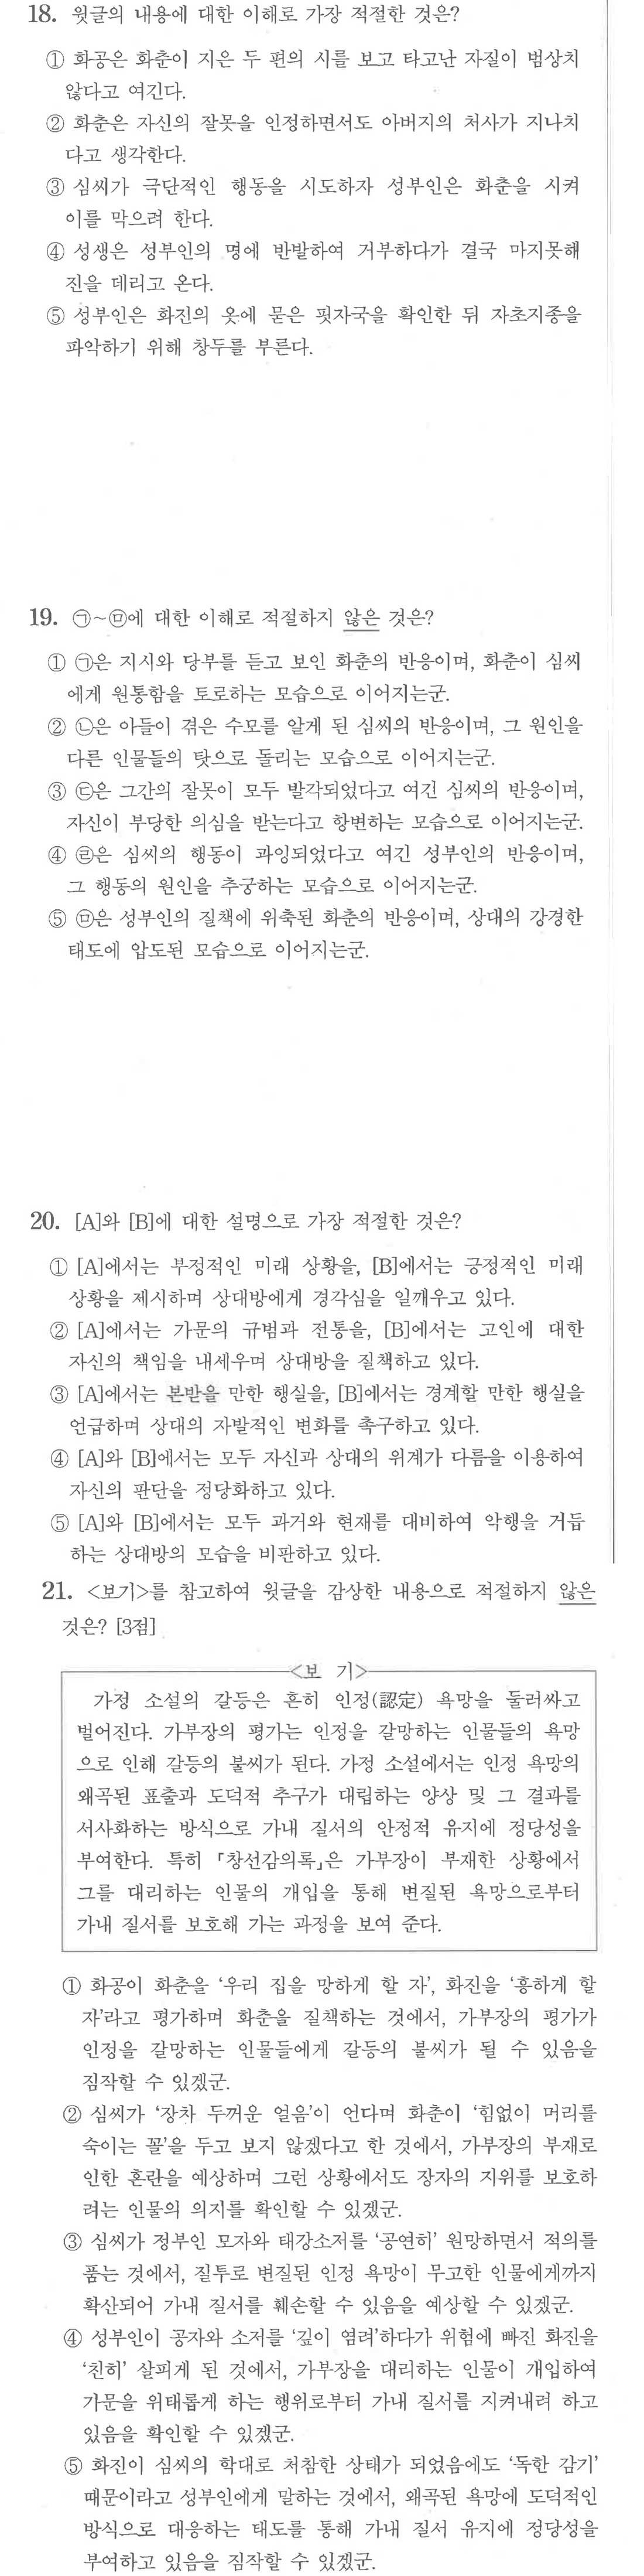 18. 윗글의 내용에 대한 이해로 가장 적절한 것은?
① 화공은 화춘이 지은 두 편의 시를 보고 타고난 자질이 범상치
않다고 여긴다.
② 화춘은 자신의 잘못을 인정하면서도 아버지의 처사가 지나치
다고 생각한다.
③ 심씨가 극단적인 행동을 시도하자 성부인은 화춘을 시켜
이를 막으려 한다.
④ 성생은 성부인의 명에 반발하여 거부하다가 결국 마지못해
진을 데리고 온다.
⑤ 성부인은 화진의 옷에 묻은 핏자국을 확인한 뒤 자초지종을
파악하기 위해 창두를 부른다.
19. ㉠~㉤에 대한 이해로 적절하지 않은 것은?
① ㉠은 지시와 당부를 듣고 보인 화춘의 반응이며, 화춘이 심씨
에게 원통함을 토로하는 모습으로 이어지는군.
② ㉡은 아들이 겪은 수모를 알게 된 심씨의 반응이며, 그 원인을
다른 인물들의 탓으로 돌리는 모습으로 이어지는군.
③ ㉢은 그간의 잘못이 모두 발각되었다고 여긴 심씨의 반응이며,
자신이 부당한 의심을 받는다고 항변하는 모습으로 이어지는군.
④ ㉣은 심씨의 행동이 과잉되었다고 여긴 성부인의 반응이며,
그 행동의 원인을 추궁하는 모습으로 이어지는군.
⑤ ㉤은 성부인의 질책에 위축된 화춘의 반응이며, 상대의 강경한
태도에 압도된 모습으로 이어지는군.
20. [A]와 [B]에 대한 설명으로 가장 적절한 것은?
① [A]에서는 부정적인 미래 상황을, [B]에서는 긍정적인 미래
상황을 제시하며 상대방에게 경각심을 일깨우고 있다.
② [A]에서는 가문의 규범과 전통을, [B]에서는 고인에 대한
자신의 책임을 내세우며 상대방을 질책하고 있다.
③ [A]에서는 본받을 만한 행실을, [B]에서는 경계할 만한 행실을
언급하며 상대의 자발적인 변화를 촉구하고 있다.
④ [A]와 [B]에서는 모두 자신과 상대의 위계가 다름을 이용하여
자신의 판단을 정당화하고 있다.
⑤ [A]와 [B]에서는 모두 과거와 현재를 대비하여 악행을 거듭
하는 상대방의 모습을 비판하고 있다.
21. <보기>를 참고하여 윗글을 감상한 내용으로 적절하지 않은
것은? [3점]
<보 기>
가정 소설의 갈등은 흔히 인정(認定) 욕망을 둘러싸고
벌어진다. 가부장의 평가는 인정을 갈망하는 인물들의 욕망
으로 인해 갈등의 불씨가 된다. 가정 소설에서는 인정 욕망의
왜곡된 표출과 도덕적 추구가 대립하는 양상 및 그 결과를
서사화하는 방식으로 가내 질서의 안정적 유지에 정당성을
부여한다. 특히 「창선감의록」은 가부장이 부재한 상황에서
그를 대리하는 인물의 개입을 통해 변질된 욕망으로부터
가내 질서를 보호해 가는 과정을 보여 준다.
① 화공이 화춘을 ‘우리 집을 망하게 할 자’, 화진을 ‘흥하게 할
자’라고 평가하며 화춘을 질책하는 것에서, 가부장의 평가가
인정을 갈망하는 인물들에게 갈등의 불씨가 될 수 있음을
짐작할 수 있겠군.
② 심씨가 ‘장차 두꺼운 얼음’이 언다며 화춘이 ‘힘없이 머리를
숙이는 꼴’을 두고 보지 않겠다고 한 것에서, 가부장의 부재로
인한 혼란을 예상하며 그런 상황에서도 장자의 지위를 보호하
려는 인물의 의지를 확인할 수 있겠군.
③ 심씨가 정부인 모자와 태강소저를 ‘공연히’ 원망하면서 적의를
품는 것에서, 질투로 변질된 인정 욕망이 무고한 인물에게까지
확산되어 가내 질서를 훼손할 수 있음을 예상할 수 있겠군.
④ 성부인이 공자와 소저를 ‘깊이 염려’하다가 위험에 빠진 화진을
‘친히’ 살피게 된 것에서, 가부장을 대리하는 인물이 개입하여
가문을 위태롭게 하는 행위로부터 가내 질서를 지켜내려 하고
있음을 확인할 수 있겠군.
⑤ 화진이 심씨의 학대로 처참한 상태가 되었음에도 ‘독한 감기’
때문이라고 성부인에게 말하는 것에서, 왜곡된 욕망에 도덕적인
방식으로 대응하는 태도를 통해 가내 질서 유지에 정당성을
부여하고 있음을 짐작할 수 있겠군.